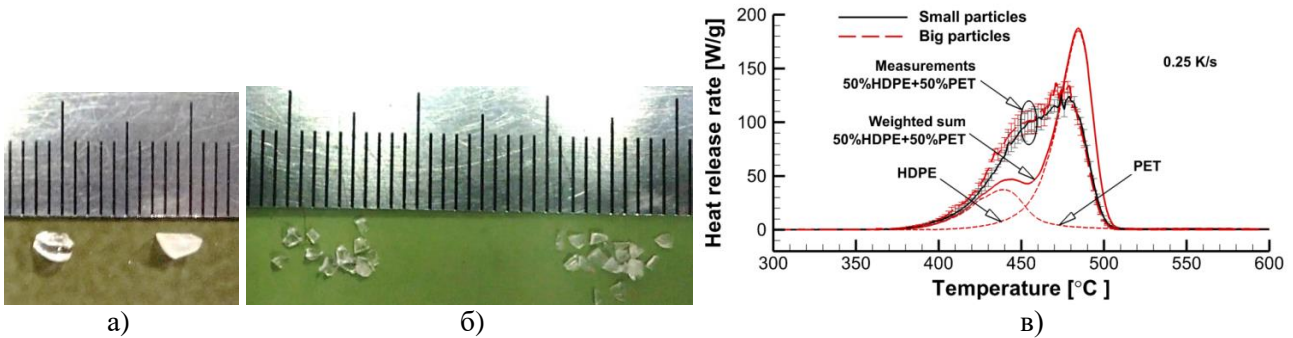 Heat release rate [W/g]
200
150
100
50
0
Small particles
Big particles
Measurements
50%HDPE+50%PET
Weighted sum
50%HDPE+50%PET
HDPE
PET
0.25 K/s
300 350 400 450 500 550 600
Temperature [°C ]
а) б) в)